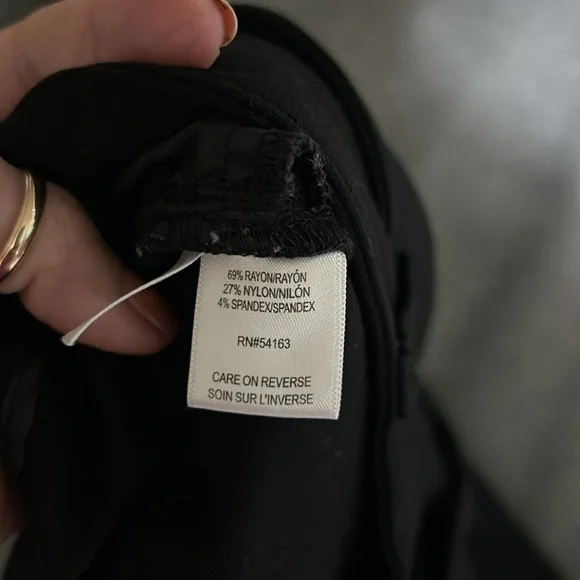 69% RAYON/RAYÓN
27% NYLON/NILÓN
4% SPANDEX/SPANDEX
RN#54163
CARE ON REVERSE
SOIN SUR L'INVERSE